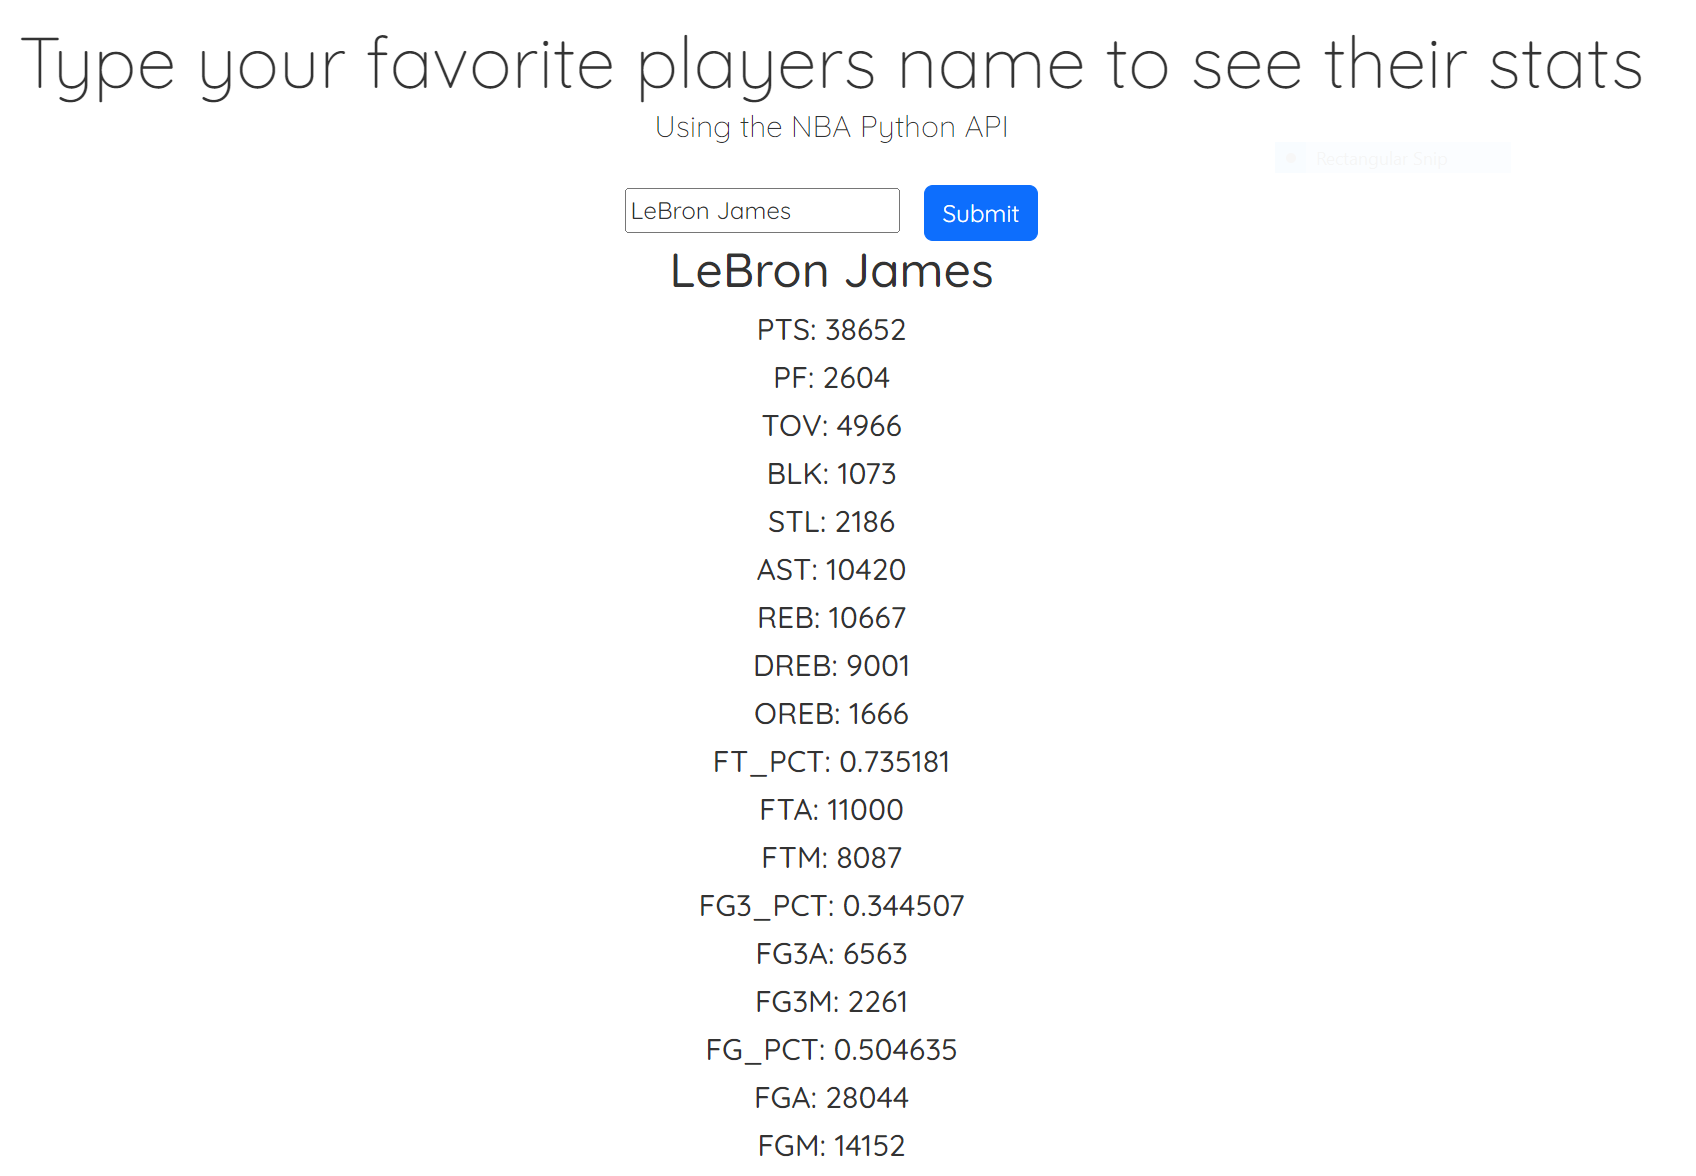 Type your favorite players name to see their stats
Using the NBA Python API
Rectangular Snip
LeBron James Submit
LeBron James
PTS: 38652
PF: 2604
TOV: 4966
BLK: 1073
STL: 2186
AST: 10420
REB: 10667
DREB: 9001
OREB: 1666
FT_PCT: 0.735181
FTA: 11000
FTM: 8087
FG3_PCT: 0.344507
FG3A: 6563
FG3M: 2261
FG_PCT: 0.504635
FGA: 28044
FGM: 14152